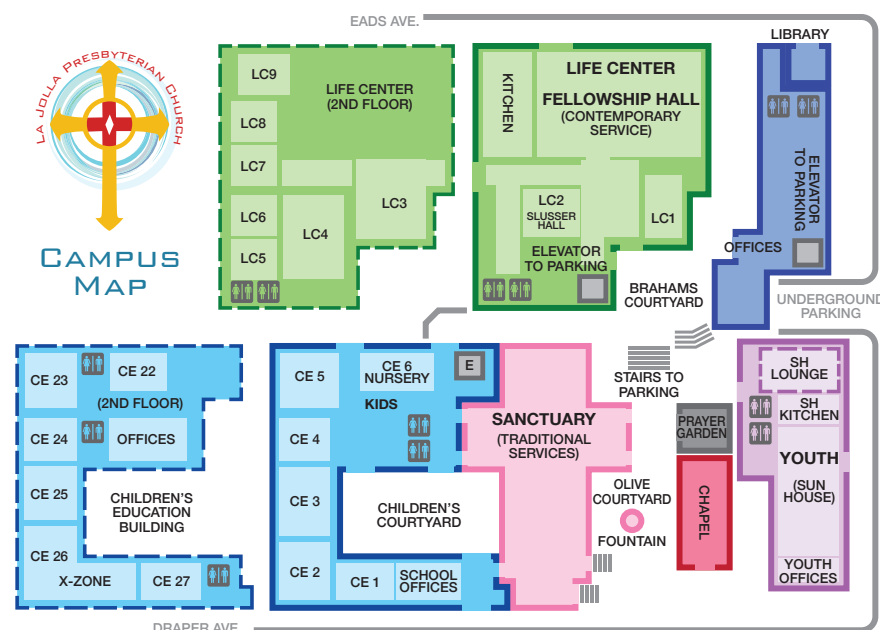 EADS AVE.
LIBRARY
LA JOLLA PRESBYTERIAN CHURCH
CAMPUS
MAP
LC9
LIFE CENTER
(2ND FLOOR)
LC8
LC7
LC6
LC5
LC4
LC3
KITCHEN
LIFE CENTER
FELLOWSHIP HALL
(CONTEMPORARY
SERVICE)
LC2
SLUSSER
HALL
LC1
ELEVATOR
TO PARKING
ELEVATOR
TO PARKING
OFFICES
BRAHAMS
COURTYARD
UNDERGROUND
PARKING
CE 23
CE 22
(2ND FLOOR)
CE 24
OFFICES
CE 25
CHILDREN'S
EDUCATION
BUILDING
CE 26
X-ZONE
CE 27
CE 5
CE 6
NURSERY
E
KIDS
CE 4
CE 3
CHILDREN'S
COURTYARD
CE 2
CE 1
SCHOOL
OFFICES
SANCTUARY
(TRADITIONAL
SERVICES)
STAIRS TO
PARKING
PRAYER
GARDEN
OLIVE
COURTYARD
FOUNTAIN
CHAPEL
SH
LOUNGE
SH
KITCHEN
YOUTH
(SUN
HOUSE)
YOUTH
OFFICES
DRAPER AVE.